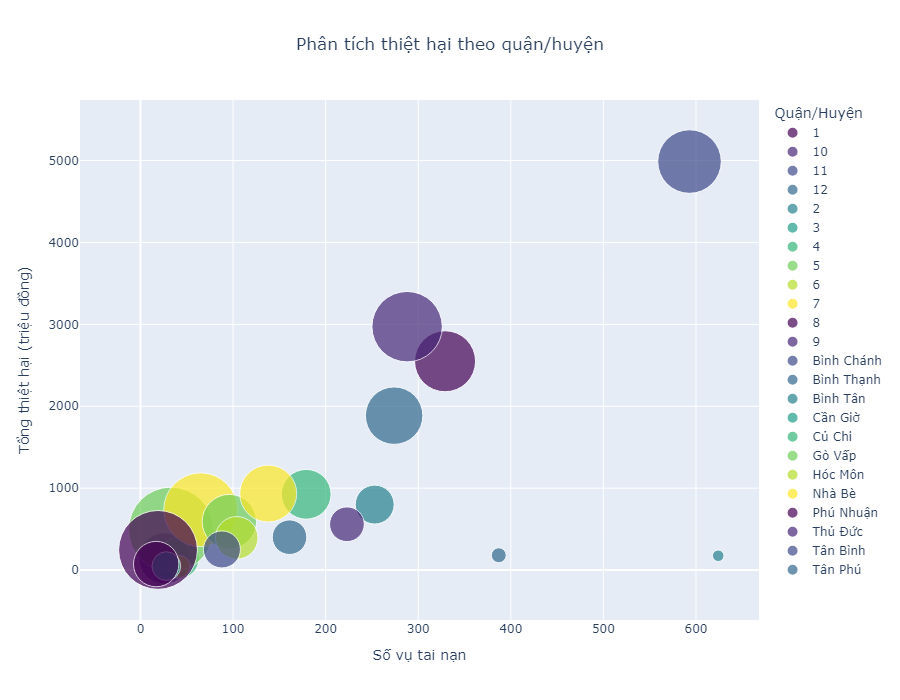 Phân tích thiệt hại theo quận/huyện
Tổng thiệt hại (triệu đồng)
5000
4000
3000
2000
1000
0
0
100
200
300
400
500
600
Số vụ tai nạn
Quận/Huyện
1
10
11
12
2
3
4
5
6
7
8
9
Bình Chánh
Bình Thạnh
Bình Tân
Cần Giờ
Củ Chi
Gò Vấp
Hóc Môn
Nhà Bè
Phú Nhuận
Thủ Đức
Tân Bình
Tân Phú